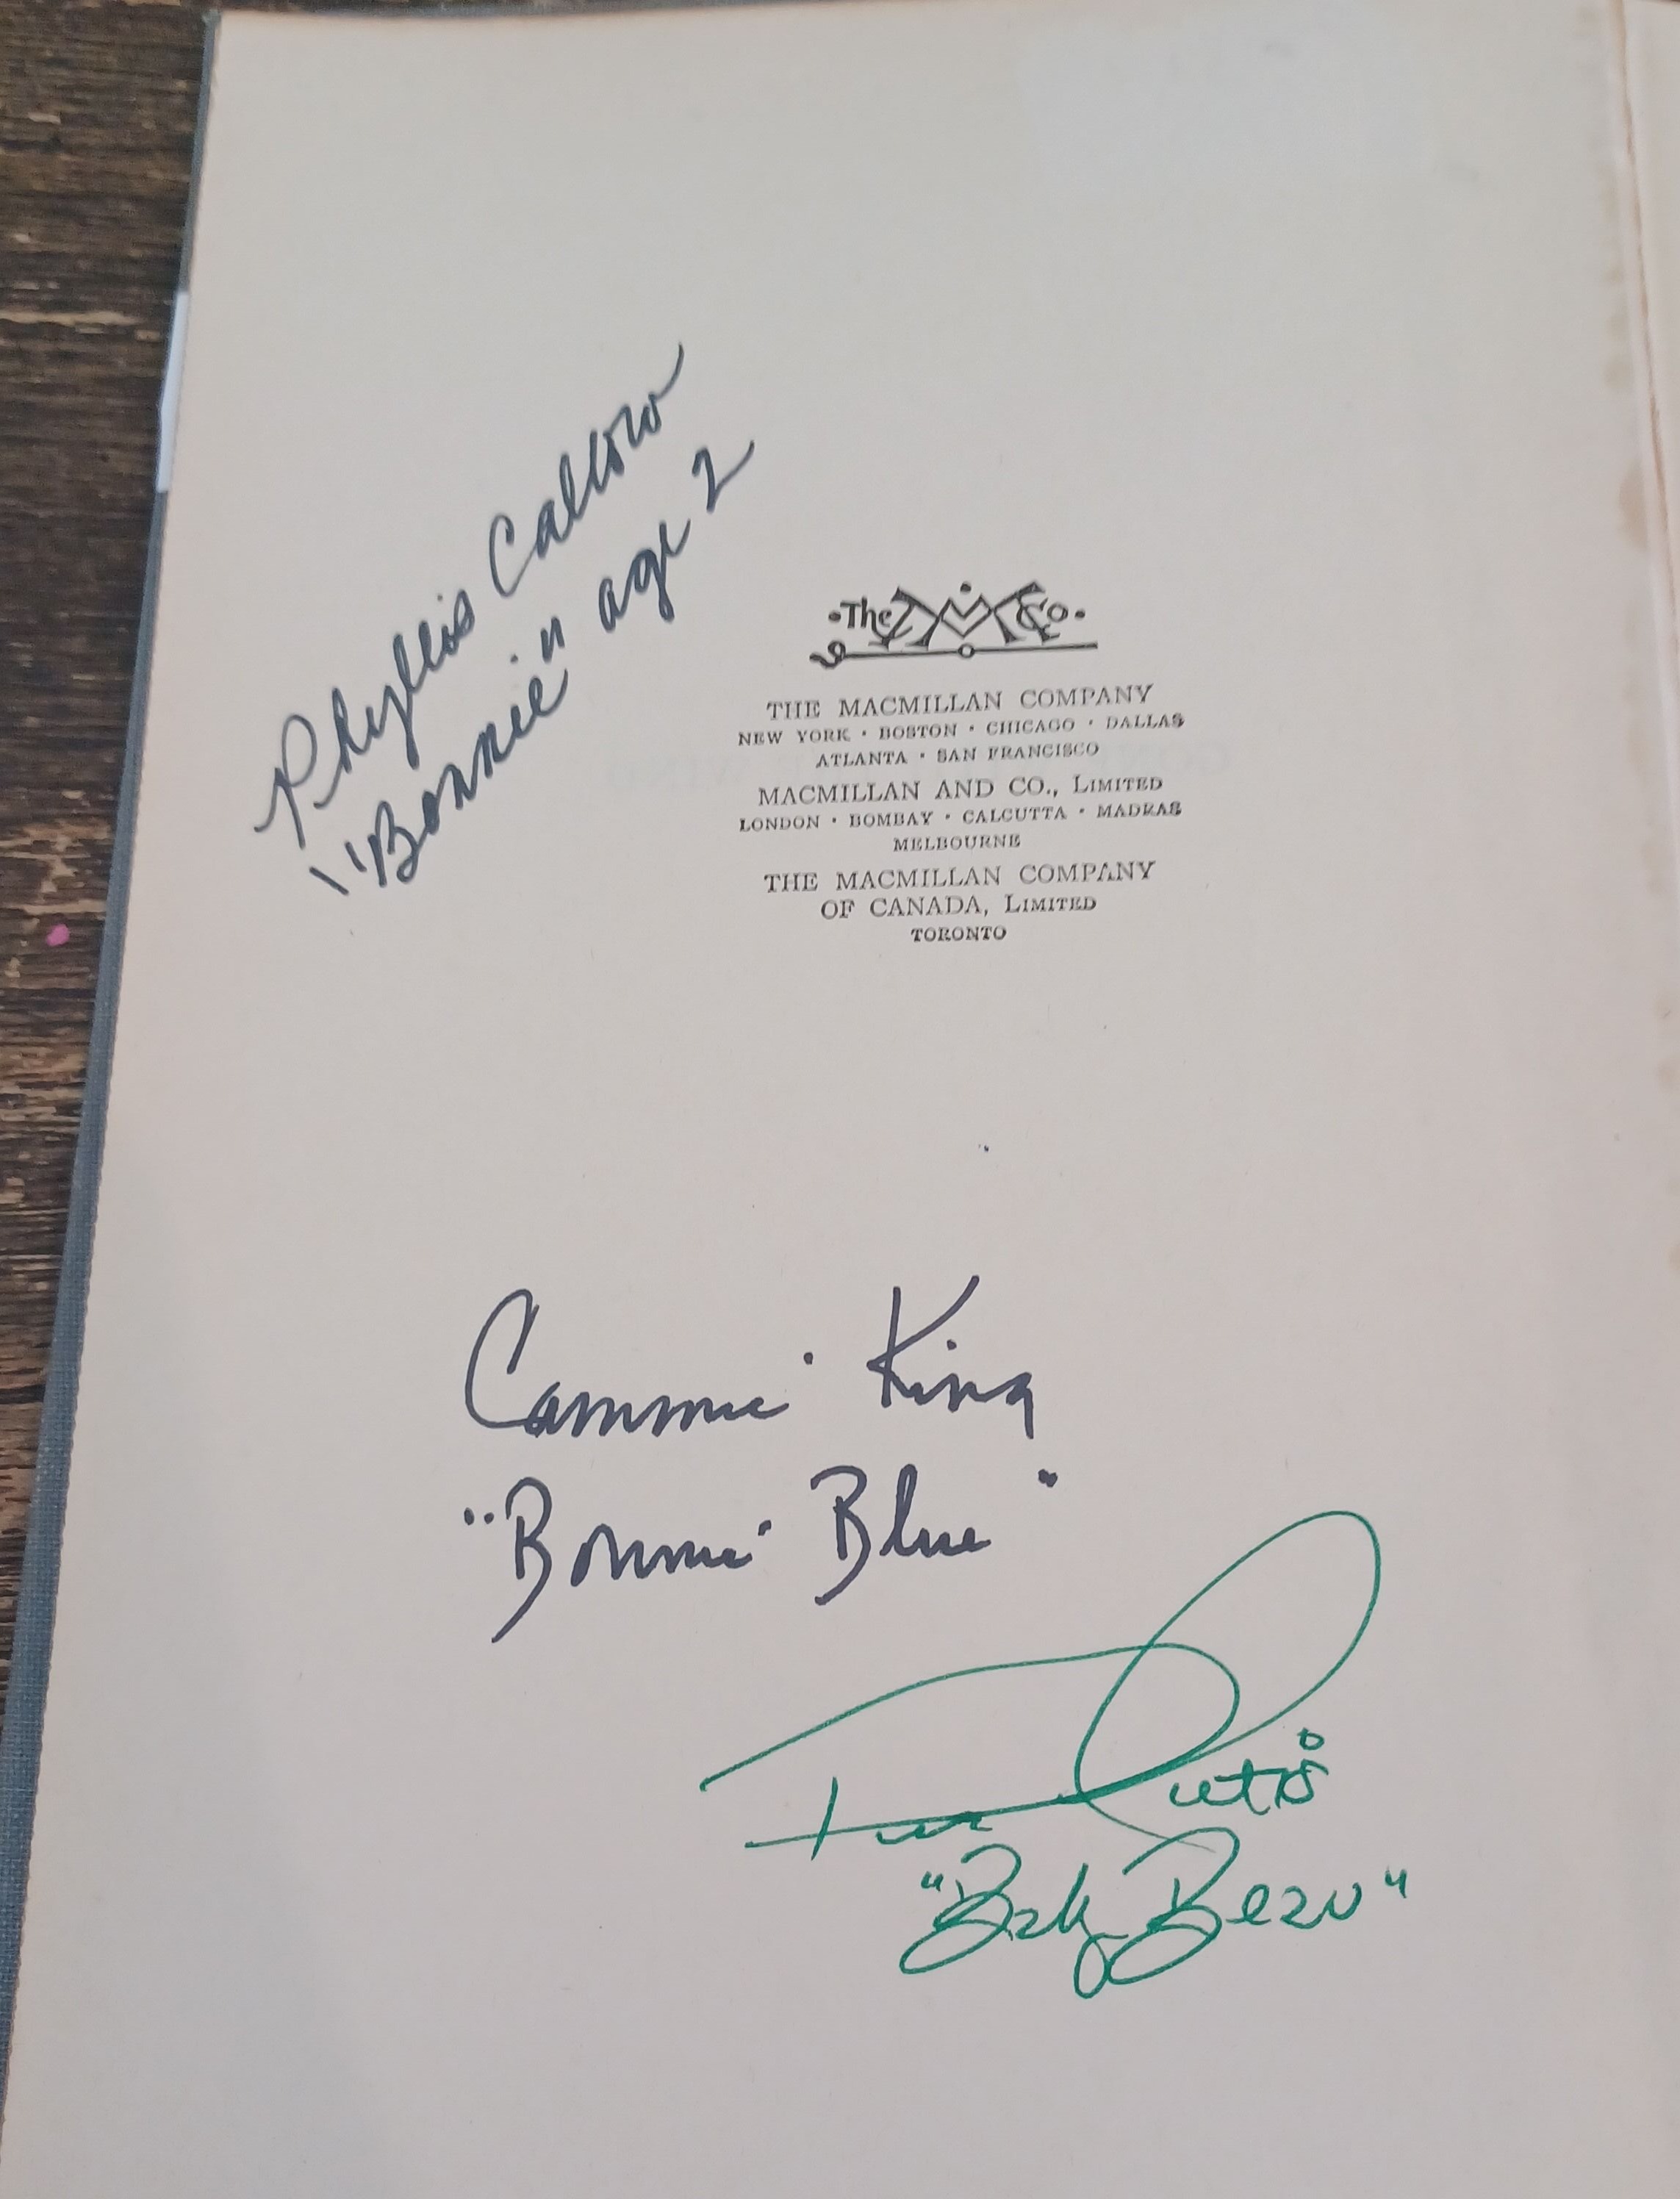 Phyllis Callow
"Bonnie" age 2
The M Co.
THE MACMILLAN COMPANY
NEW YORK · BOSTON · CHICAGO · DALLAS
ATLANTA · SAN FRANCISCO
MACMILLAN AND CO., LIMITED
LONDON · BOMBAY · CALCUTTA · MADRAS
MELBOURNE
THE MACMILLAN COMPANY
OF CANADA, LIMITED
TORONTO
Cammie King
"Bonnie Blue"
Curtis
"Baby Beau"